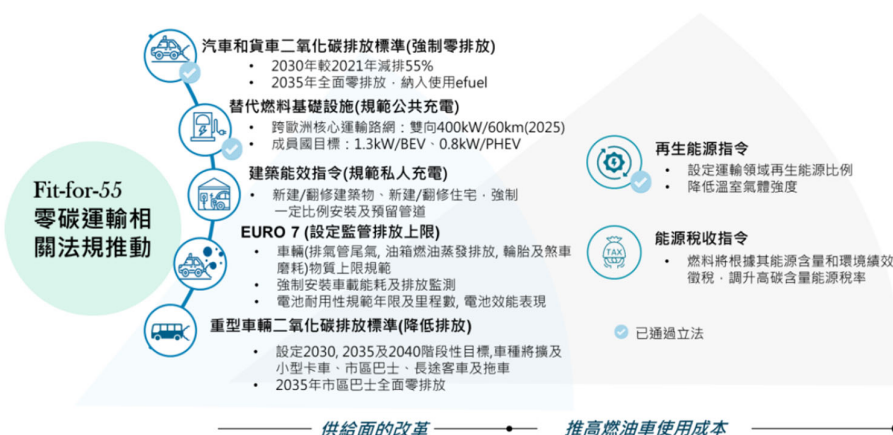 Fit-for-55
零碳運輸相
關法規推動
汽車和貨車二氧化碳排放標準(強制零排放)
• 2030年較2021年減排55%
• 2035年全面零排放，納入使用efuel
替代燃料基礎設施(規範公共充電)
• 跨歐洲核心運輸路網：雙向400kW/60km(2025)
• 成員國目標：1.3kW/BEV、0.8kW/PHEV
建築能效指令(規範私人充電)
• 新建/翻修建築物、新建/翻修住宅，強制
一定比例安裝及預留管道
EURO 7 (設定監管排放上限)
• 車輛(排氣管尾氣, 油箱燃油蒸發排放, 輪胎及煞車
磨耗)物質上限規範
• 強制安裝車載能耗及排放監測
• 電池耐用性規範年限及里程數, 電池效能表現
重型車輛二氧化碳排放標準(降低排放)
• 設定2030, 2035及2040階段性目標,車種將擴及
小型卡車、市區巴士、長途客車及拖車
• 2035年市區巴士全面零排放
再生能源指令
• 設定運輸領域再生能源比例
• 降低溫室氣體強度
TAX
能源稅收指令
• 燃料將根據其能源含量和環境績效
徵稅，調升高碳含量能源稅率
已通過立法
供給面的改革
推高燃油車使用成本